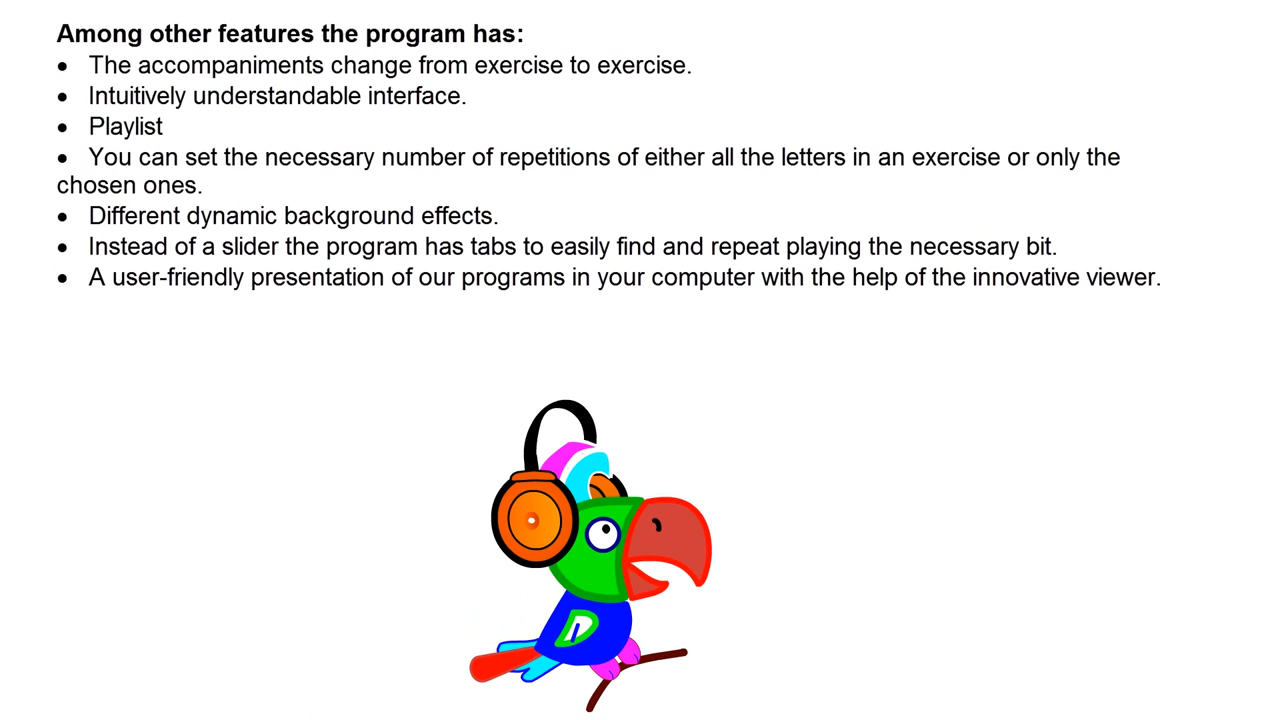 Among other features the program has:
• The accompaniments change from exercise to exercise.
• Intuitively understandable interface.
• Playlist
• You can set the necessary number of repetitions of either all the letters in an exercise or only the
chosen ones.
• Different dynamic background effects.
• Instead of a slider the program has tabs to easily find and repeat playing the necessary bit.
• A user-friendly presentation of our programs in your computer with the help of the innovative viewer.